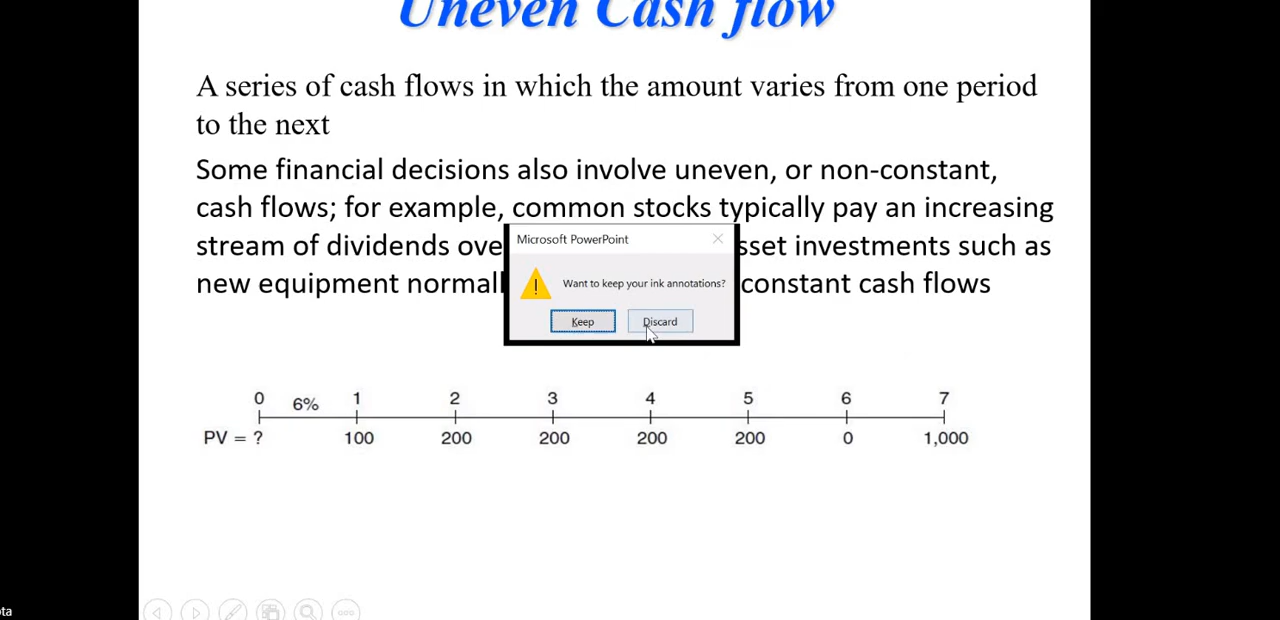 Uneven Cash flow
A series of cash flows in which the amount varies from one period
to the next
Some financial decisions also involve uneven, or non-constant,
cash flows; for example, common stocks typically pay an increasing
stream of dividends ove sset investments such as
new equipment normal constant cash flows
Microsoft PowerPoint
Want to keep your ink annotations?
Keep Discard
0 6% 1 2 3 4 5 6 7
PV = ? 100 200 200 200 200 0 1,000
ota